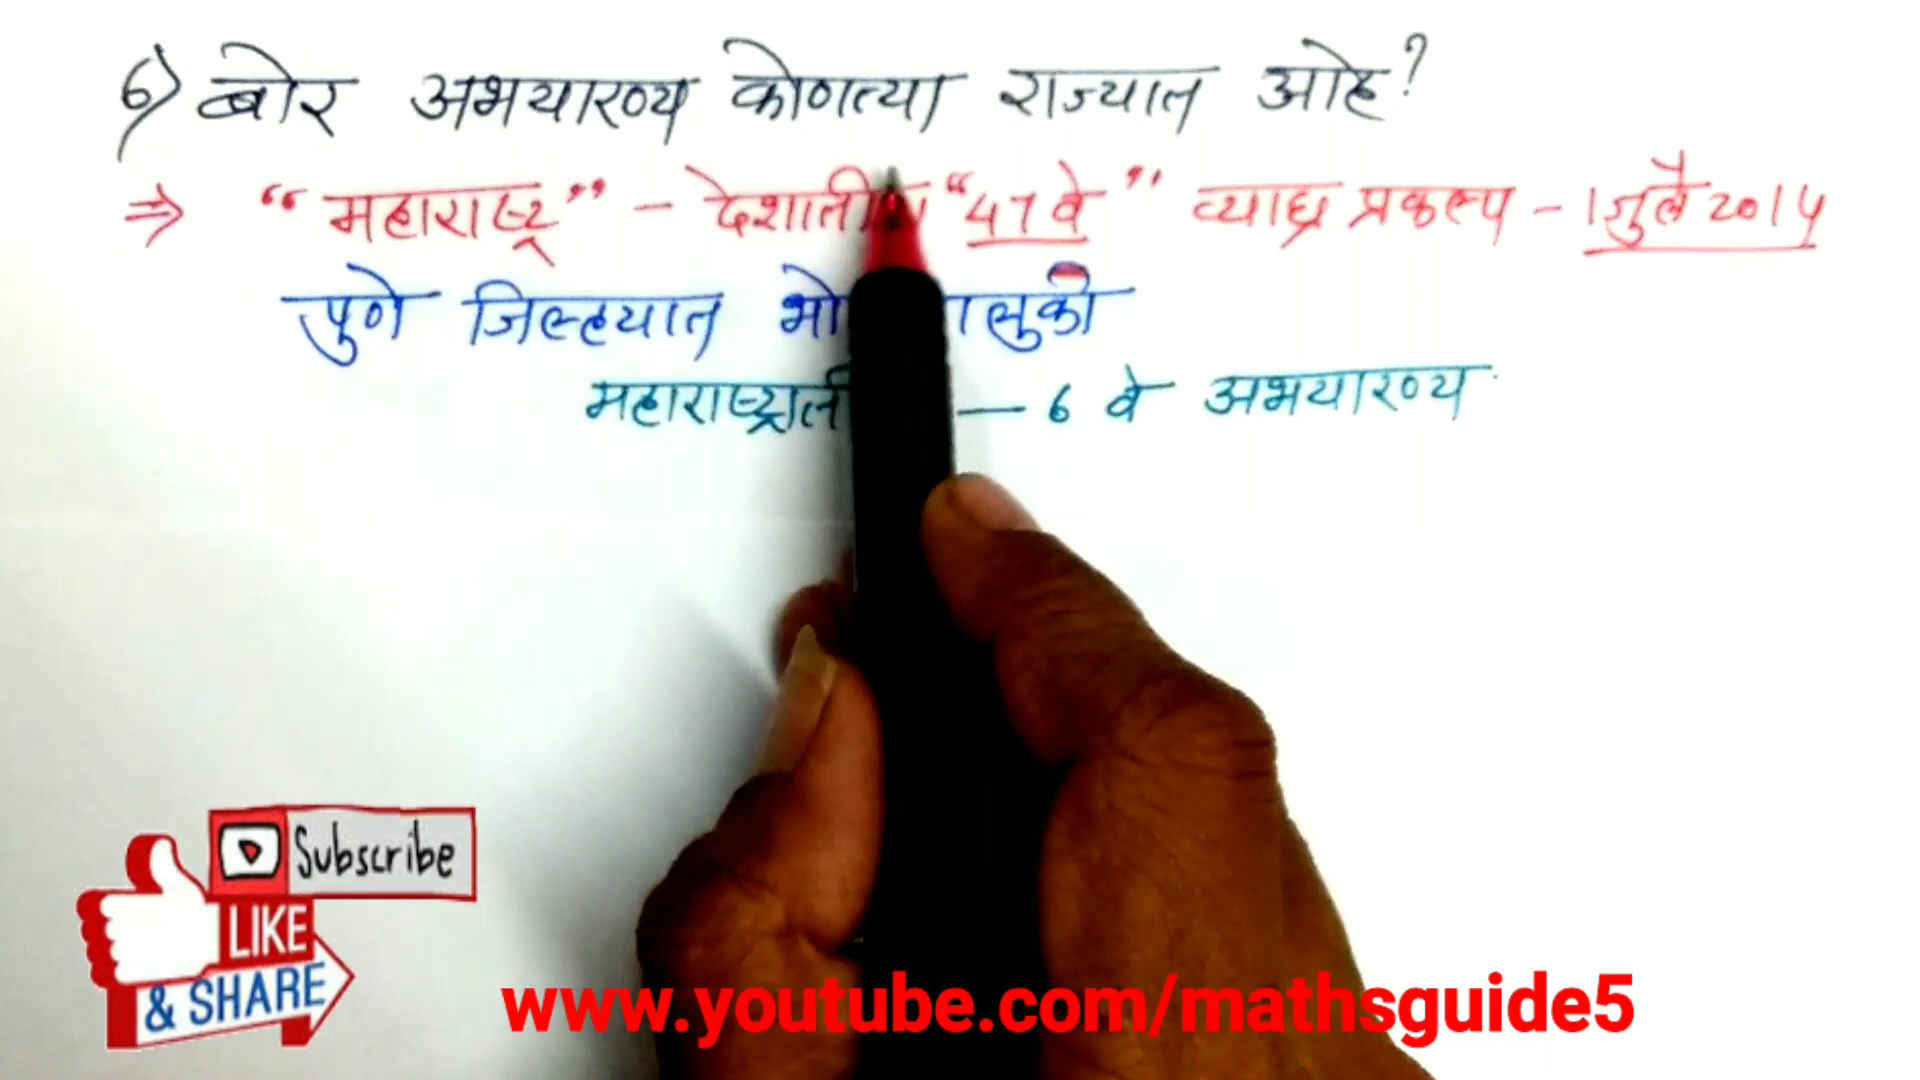 6) बोर अभयारण्य कोणत्या राज्यात आहे?
⇒ “महाराष्ट्र” - देशातील “47 वे” व्याघ्र प्रकल्प - 1 जुलै 2014
पुणे जिल्हयात
महाराष्ट्रातील — 6 वे अभयारण्य
Subscribe
LIKE
& SHARE
www.youtube.com/mathsguide5